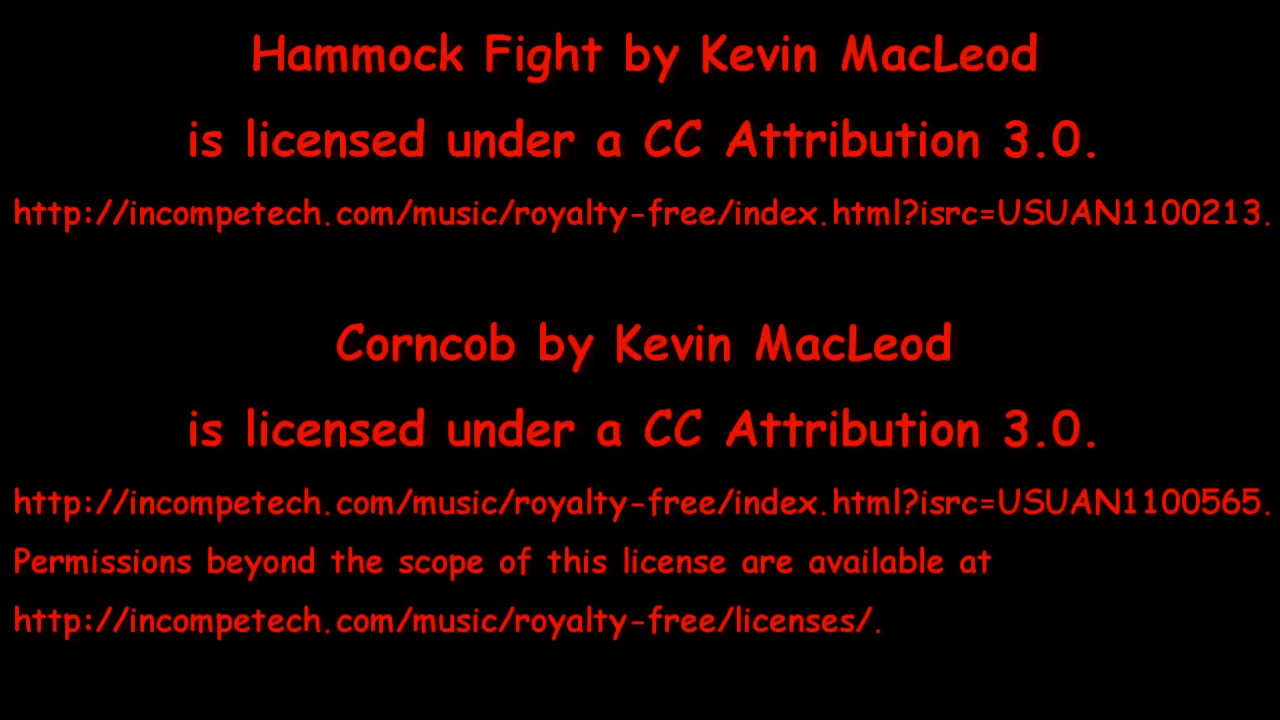 Hammock Fight by Kevin MacLeod
is licensed under a CC Attribution 3.0.
http://incompetech.com/music/royalty-free/index.html?isrc=USUAN1100213.
Corncob by Kevin MacLeod
is licensed under a CC Attribution 3.0.
http://incompetech.com/music/royalty-free/index.html?isrc=USUAN1100565.
Permissions beyond the scope of this license are available at
http://incompetech.com/music/royalty-free/licenses/.